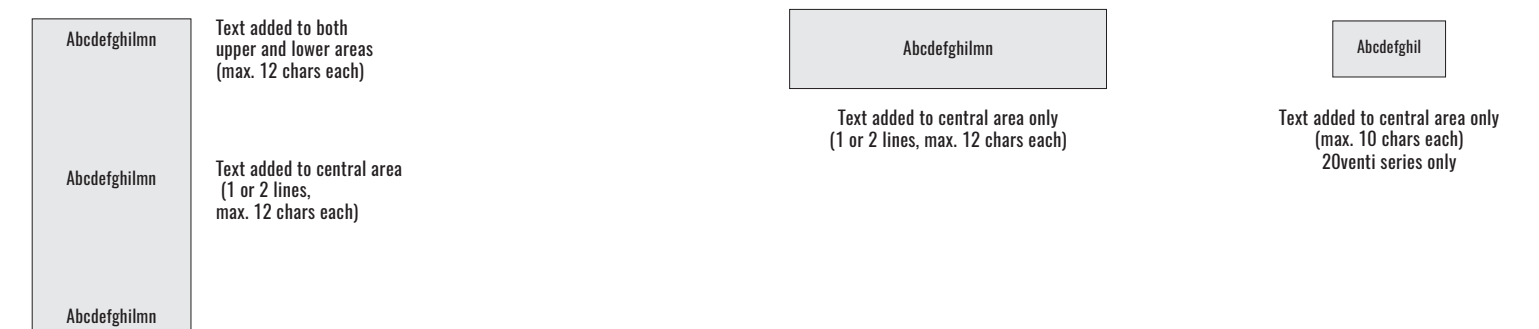 Abcdefghilmn
Text added to both
upper and lower areas
(max. 12 chars each)
Abcdefghilmn
Text added to central area
(1 or 2 lines,
max. 12 chars each)
Abcdefghilmn
Abcdefghilmn
Text added to central area only
(1 or 2 lines, max. 12 chars each)
Abcdefghil
Text added to central area only
(max. 10 chars each)
20venti series only